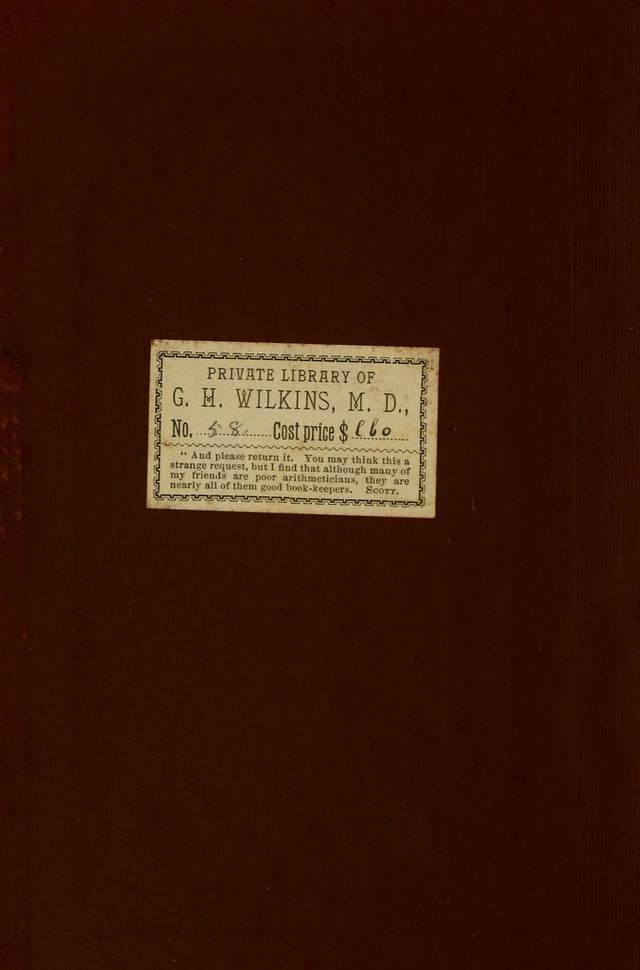 PRIVATE LIBRARY OF
G. H. WILKINS, M. D.,
No. 58 Cost price $
“ And please return it. You may think this a
strange request, but I find that although many of
my friends are poor arithmeticians, they are
nearly all of them good book-keepers. SCOTT.